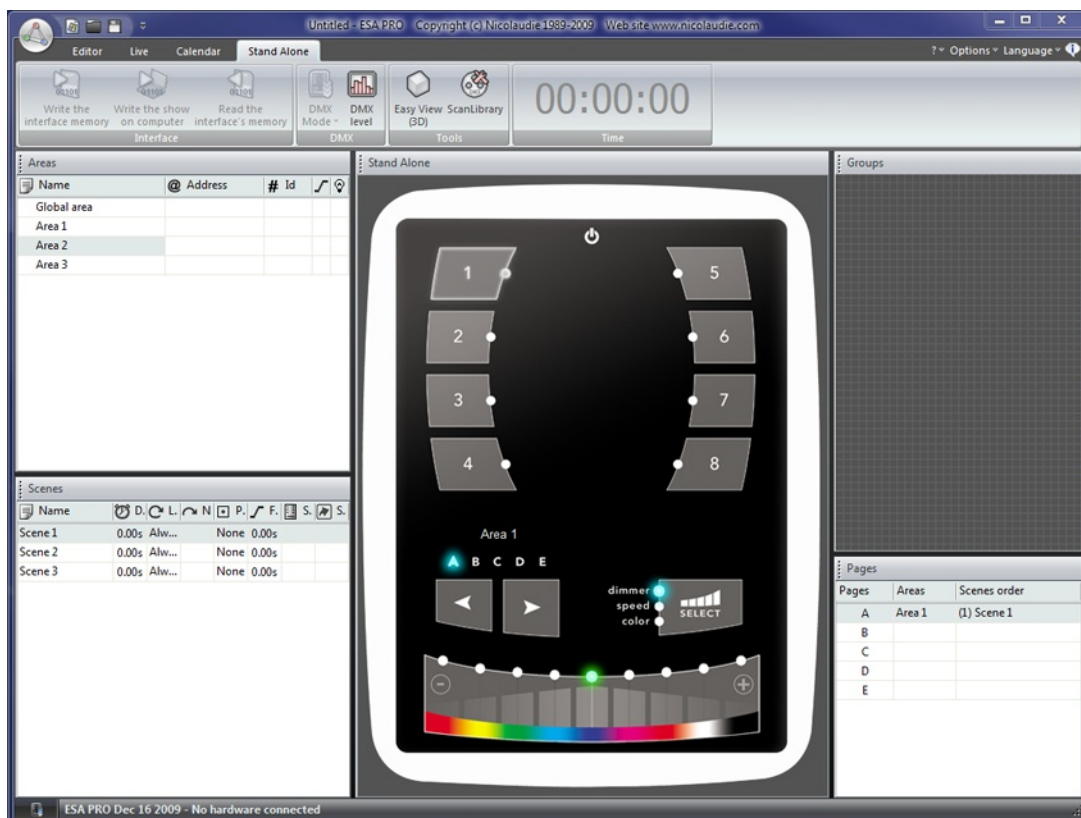 Untitled - ESA PRO Copyright (c) Nicolaudie 1989-2009 Web site www.nicolaudie.com
Editor Live Calendar Stand Alone
? Options Language
Write the interface memory
Write the show on computer
Read the interface's memory
Interface
DMX Mode
DMX level
DMX
Easy View (3D)
ScanLibrary
Tools
00:00:00
Time
Areas
Name @ Address # Id
Global area
Area 1
Area 2
Area 3
Scenes
Name D. L. N P. F. S. S.
Scene 1 0.00s Alw... None 0.00s
Scene 2 0.00s Alw... None 0.00s
Scene 3 0.00s Alw... None 0.00s
Stand Alone
1 5
2 6
3 7
4 8
Area 1
A B C D E
dimmer
speed
color
SELECT
Groups
Pages
Pages Areas Scenes order
A Area 1 (1) Scene 1
B
C
D
E
ESA PRO Dec 16 2009 - No hardware connected